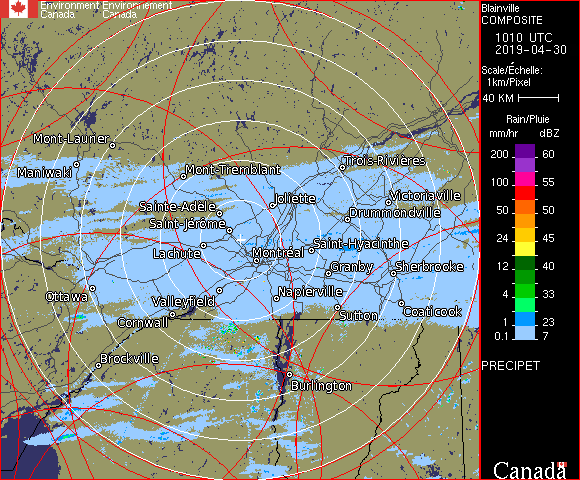 Environment Environnement
Canada Canada
Blainville
COMPOSITE
1010 UTC
2019-04-30
Scale/Échelle:
1km/Pixel
40 KM
Rain/Pluie
mm/hr dBZ
200 60
100 55
50 50
24 45
12 40
4 33
1 23
0.1 7
PRECIPET
Mont-Laurier
Maniwaki
Mont-Tremblant
Trois-Rivières
Joliette
Victoriaville
Sainte-Adele
Drummondville
Saint-Jérôme
Lachute
Montréal
Saint-Hyacinthe
Granby
Sherbrooke
Ottawa
Valleyfield
Napierville
Sutton
Coaticook
Cornwall
Brockville
Burlington
Canada